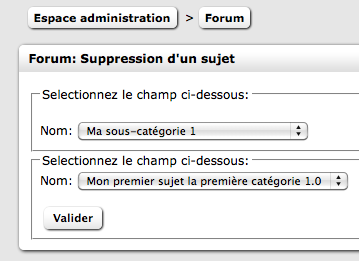 Espace administration > Forum
Forum: Suppression d'un sujet
Selectionnez le champ ci-dessous:
Nom: Ma sous-catégorie 1
Selectionnez le champ ci-dessous:
Nom: Mon premier sujet la première catégorie 1.0
Valider